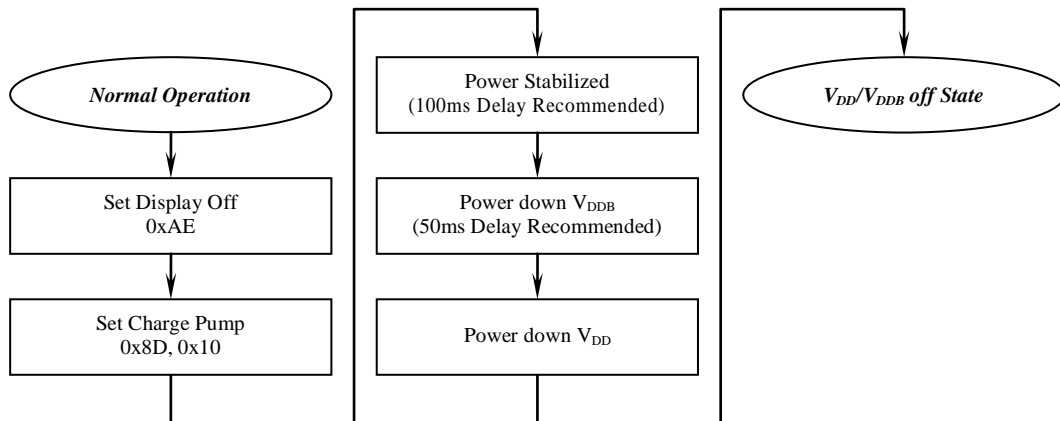 Normal Operation
Set Display Off
0xAE
Set Charge Pump
0x8D, 0x10
Power Stabilized
(100ms Delay Recommended)
Power down VDDB
(50ms Delay Recommended)
Power down VDD
VDD/VDDB off State